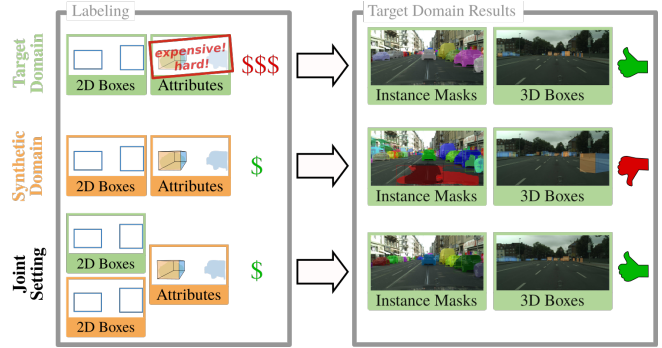 Labeling
Target Domain Results
Target
Domain
expensive!
hard!
2D Boxes
Attributes
$$$
Instance Masks
3D Boxes
Synthetic
Domain
2D Boxes
Attributes
$
Instance Masks
3D Boxes
Joint
Setting
2D Boxes
Attributes
2D Boxes
$
Instance Masks
3D Boxes